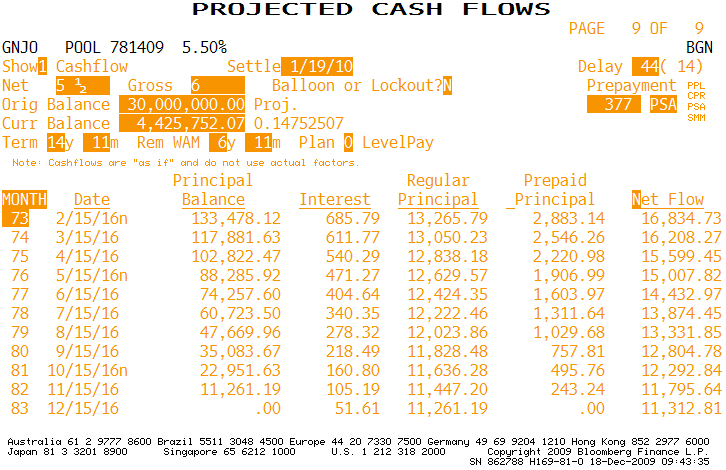 PROJECTED CASH FLOWS
PAGE 9 OF 9
GNJO POOL 781409 5.50% BGN
Show 1 Cashflow Settle 1/19/10 Delay 44( 14)
Net 5 ½ Gross 6 Balloon or Lockout? N Prepayment PPL
CPR
Orig Balance 30,000,000.00 Proj. 377 PSA PSA
Curr Balance 4,425,752.07 0.14752507 SMM
Term 14y 11m Rem WAM 6y 11m Plan 0 LevelPay
Note: Cashflows are "as if" and do not use actual factors.
Principal Regular Prepaid
MONTH Date Balance Interest Principal _Principal Net Flow
73 2/15/16n 133,478.12 685.79 13,265.79 2,883.14 16,834.73
74 3/15/16 117,881.63 611.77 13,050.23 2,546.26 16,208.27
75 4/15/16 102,822.47 540.29 12,838.18 2,220.98 15,599.45
76 5/15/16n 88,285.92 471.27 12,629.57 1,906.99 15,007.82
77 6/15/16 74,257.60 404.64 12,424.35 1,603.97 14,432.97
78 7/15/16 60,723.50 340.35 12,222.46 1,311.64 13,874.45
79 8/15/16 47,669.96 278.32 12,023.86 1,029.68 13,331.85
80 9/15/16 35,083.67 218.49 11,828.48 757.81 12,804.78
81 10/15/16n 22,951.63 160.80 11,636.28 495.76 12,292.84
82 11/15/16 11,261.19 105.19 11,447.20 243.24 11,795.64
83 12/15/16 .00 51.61 11,261.19 .00 11,312.81
Australia 61 2 9777 8600 Brazil 5511 3048 4500 Europe 44 20 7330 7500 Germany 49 69 9204 1210 Hong Kong 852 2977 6000
Japan 81 3 3201 8900 Singapore 65 6212 1000 U.S. 1 212 318 2000 Copyright 2009 Bloomberg Finance L.P.
SN 862788 H169-81-0 18-Dec-2009 09:43:35